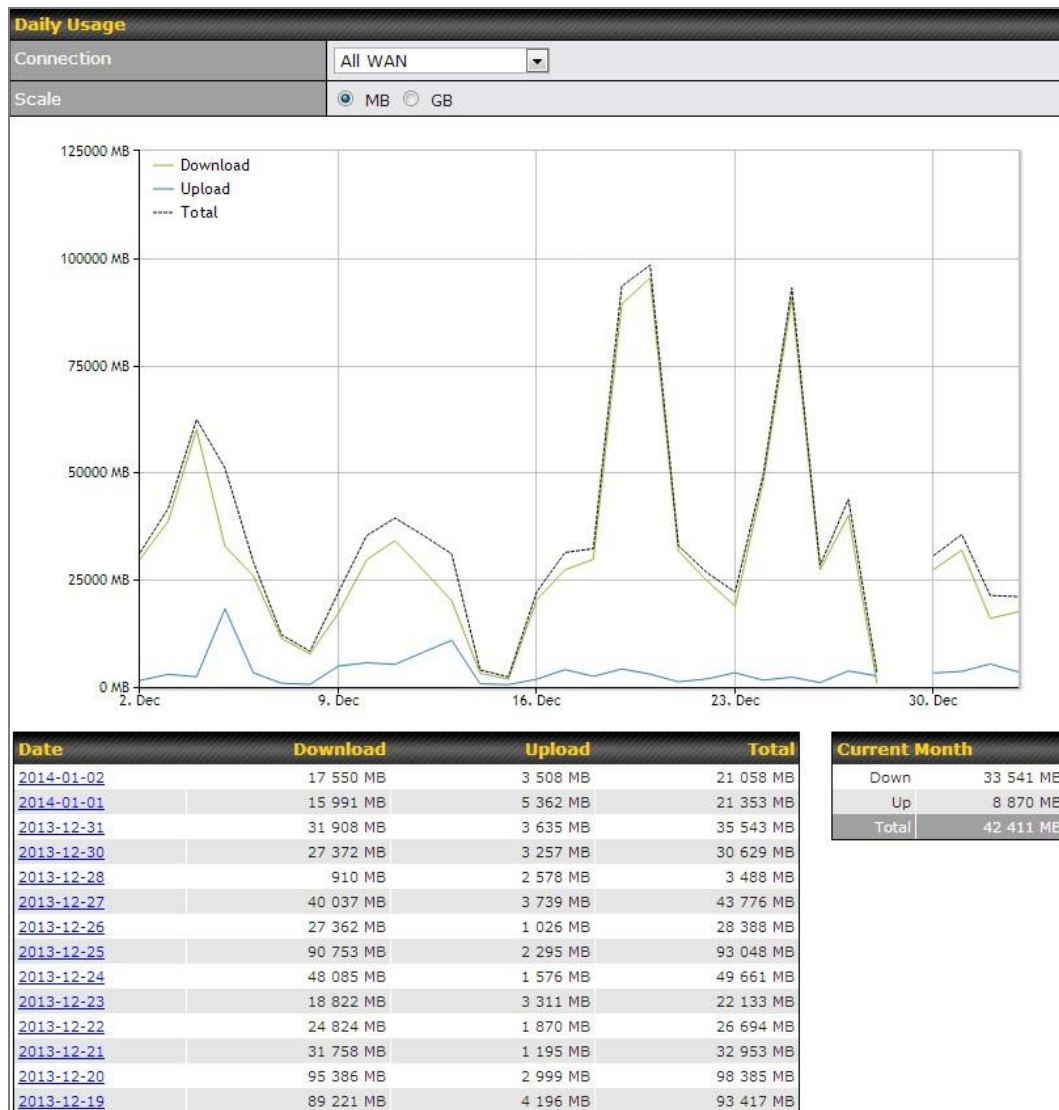 Daily Usage
Connection All WAN
Scale MB GB
125000 MB
Download
Upload
Total
100000 MB
75000 MB
50000 MB
25000 MB
0 MB
2. Dec 9. Dec 16. Dec 23. Dec 30. Dec
Date Download Upload Total
2014-01-02 17 550 MB 3 508 MB 21 058 MB
2014-01-01 15 991 MB 5 362 MB 21 353 MB
2013-12-31 31 908 MB 3 635 MB 35 543 MB
2013-12-30 27 372 MB 3 257 MB 30 629 MB
2013-12-28 910 MB 2 578 MB 3 488 MB
2013-12-27 40 037 MB 3 739 MB 43 776 MB
2013-12-26 27 362 MB 1 026 MB 28 388 MB
2013-12-25 90 753 MB 2 295 MB 93 048 MB
2013-12-24 48 085 MB 1 576 MB 49 661 MB
2013-12-23 18 822 MB 3 311 MB 22 133 MB
2013-12-22 24 824 MB 1 870 MB 26 694 MB
2013-12-21 31 758 MB 1 195 MB 32 953 MB
2013-12-20 95 386 MB 2 999 MB 98 385 MB
2013-12-19 89 221 MB 4 196 MB 93 417 MB
Current Month
Down 33 541 MB
Up 8 870 MB
Total 42 411 MB